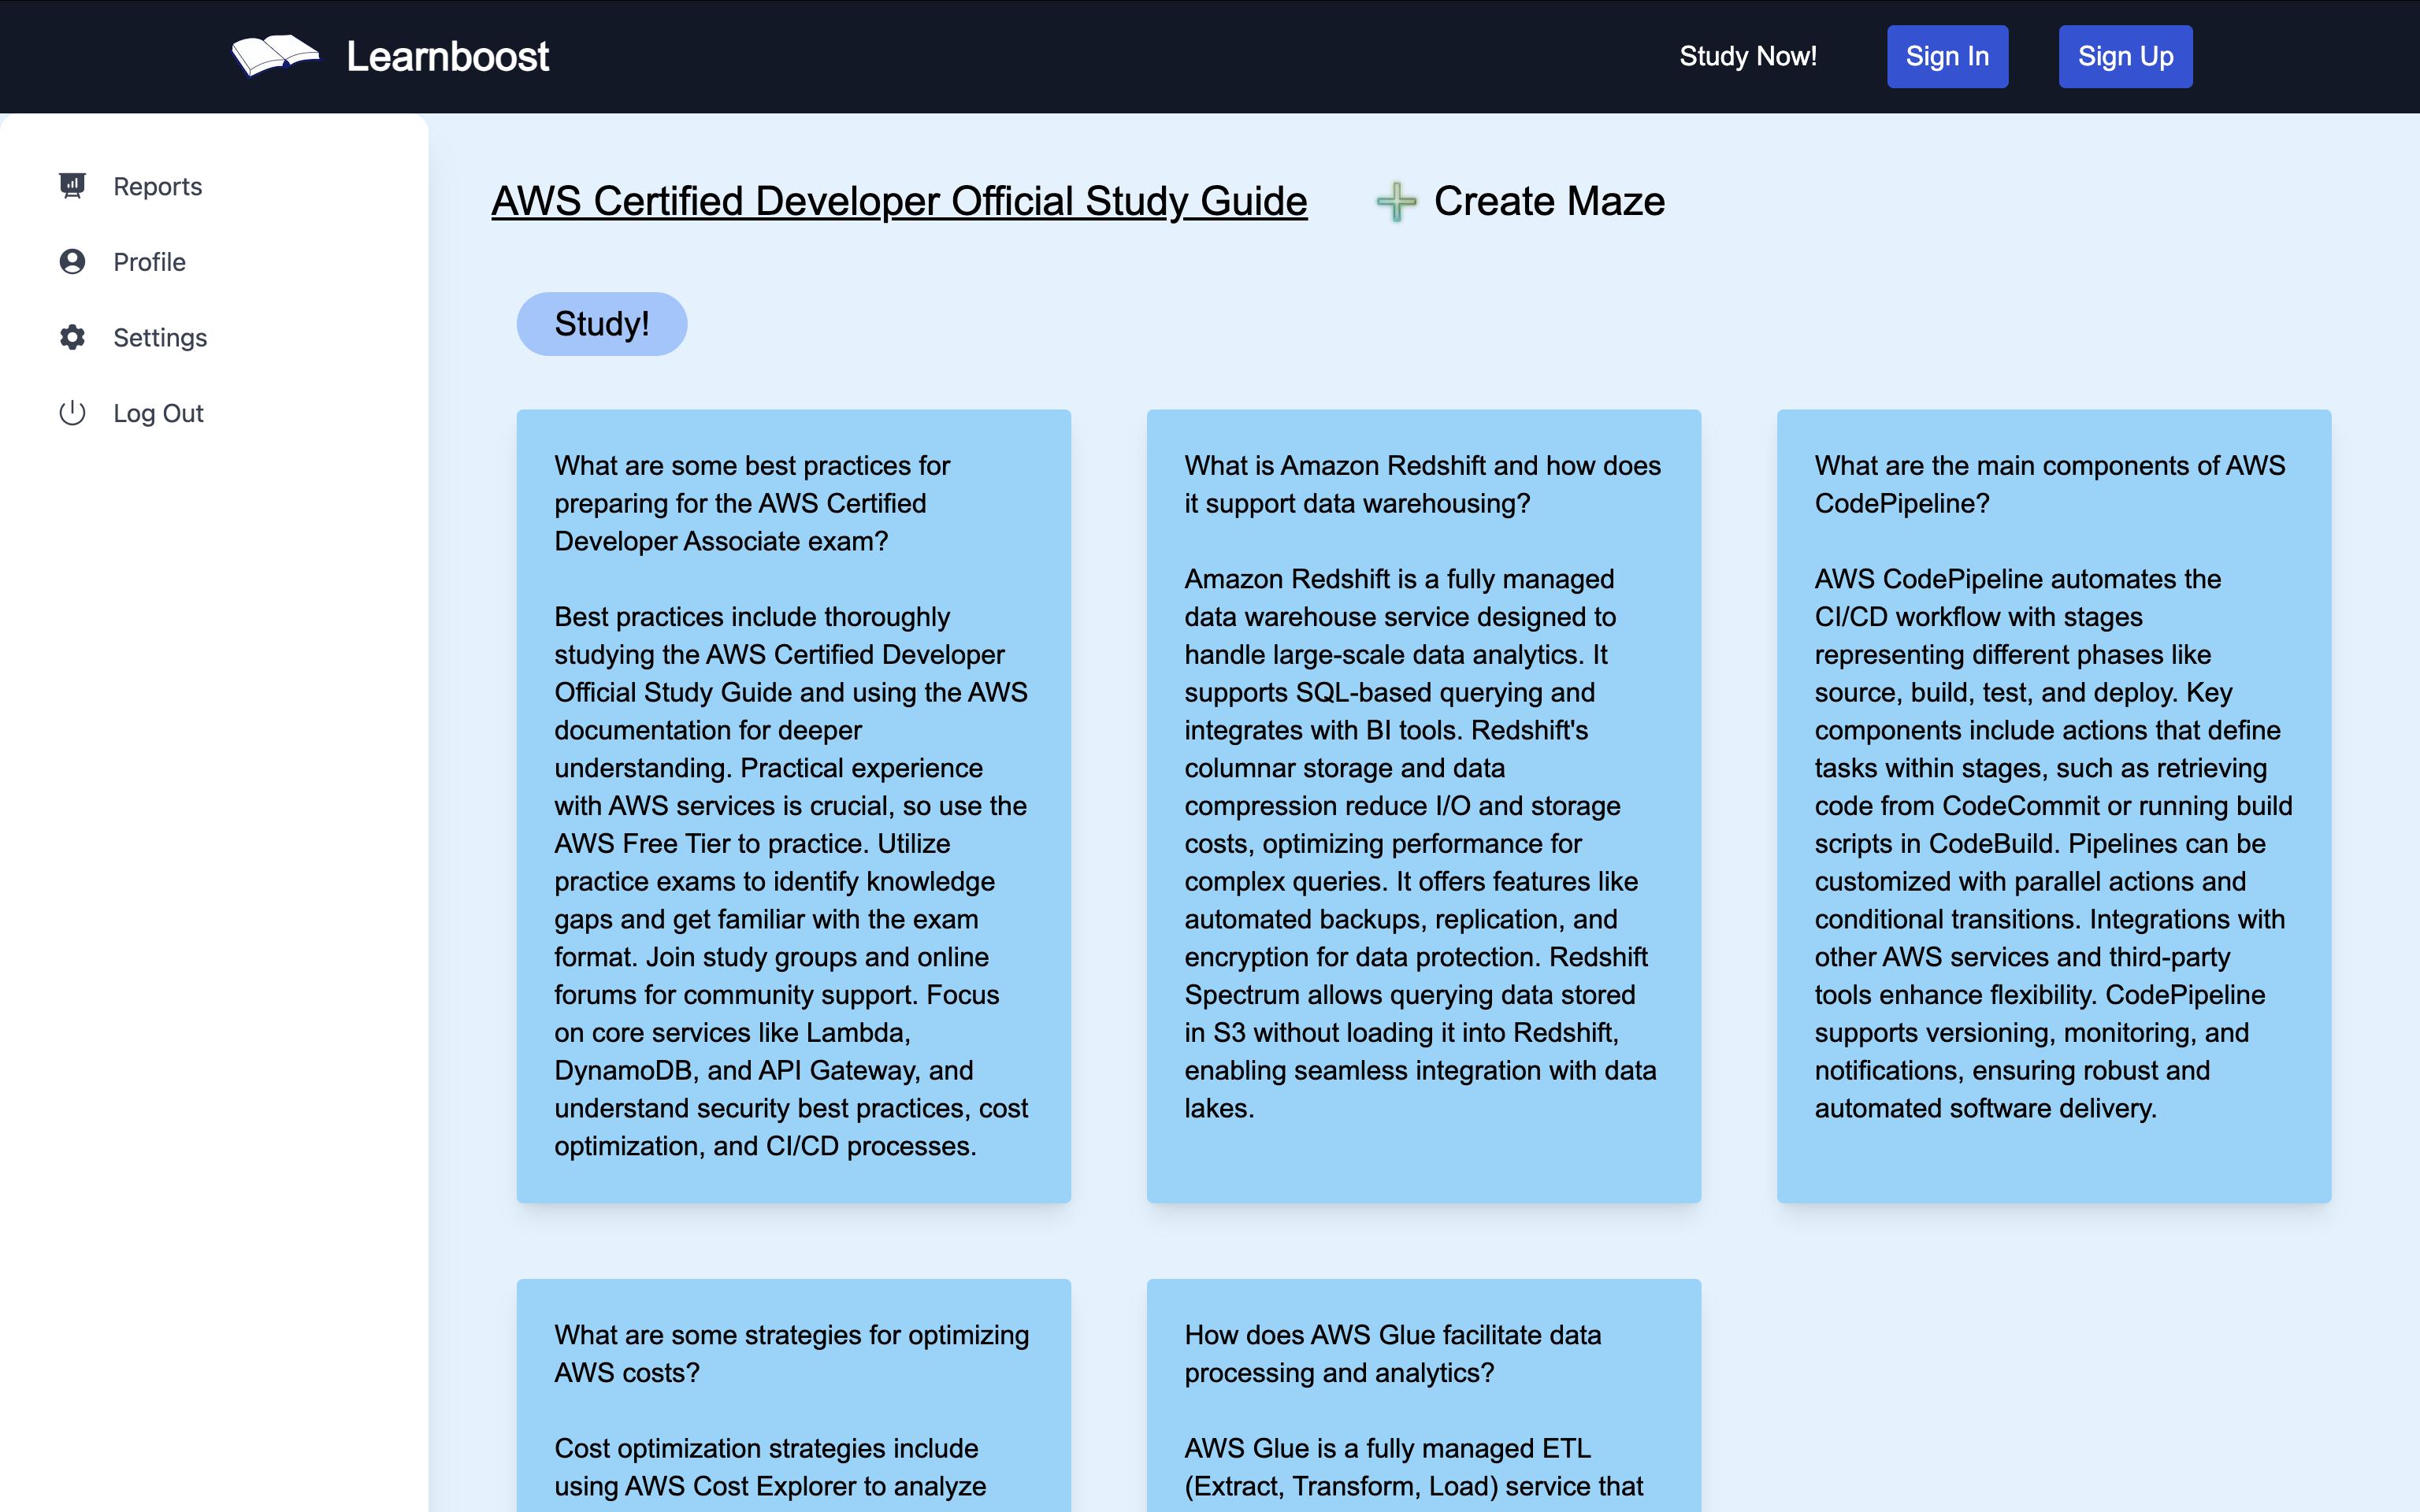 Learnboost
Study Now!
Sign In
Sign Up
Reports
Profile
Settings
Log Out
AWS Certified Developer Official Study Guide
Create Maze
Study!
What are some best practices for
preparing for the AWS Certified
Developer Associate exam?
Best practices include thoroughly
studying the AWS Certified Developer
Official Study Guide and using the AWS
documentation for deeper
understanding. Practical experience
with AWS services is crucial, so use the
AWS Free Tier to practice. Utilize
practice exams to identify knowledge
gaps and get familiar with the exam
format. Join study groups and online
forums for community support. Focus
on core services like Lambda,
DynamoDB, and API Gateway, and
understand security best practices, cost
optimization, and CI/CD processes.
What is Amazon Redshift and how does
it support data warehousing?
Amazon Redshift is a fully managed
data warehouse service designed to
handle large-scale data analytics. It
supports SQL-based querying and
integrates with BI tools. Redshift's
columnar storage and data
compression reduce I/O and storage
costs, optimizing performance for
complex queries. It offers features like
automated backups, replication, and
encryption for data protection. Redshift
Spectrum allows querying data stored
in S3 without loading it into Redshift,
enabling seamless integration with data
lakes.
What are the main components of AWS
CodePipeline?
AWS CodePipeline automates the
CI/CD workflow with stages
representing different phases like
source, build, test, and deploy. Key
components include actions that define
tasks within stages, such as retrieving
code from CodeCommit or running build
scripts in CodeBuild. Pipelines can be
customized with parallel actions and
conditional transitions. Integrations with
other AWS services and third-party
tools enhance flexibility. CodePipeline
supports versioning, monitoring, and
notifications, ensuring robust and
automated software delivery.
What are some strategies for optimizing
AWS costs?
Cost optimization strategies include
using AWS Cost Explorer to analyze
How does AWS Glue facilitate data
processing and analytics?
AWS Glue is a fully managed ETL
(Extract, Transform, Load) service that